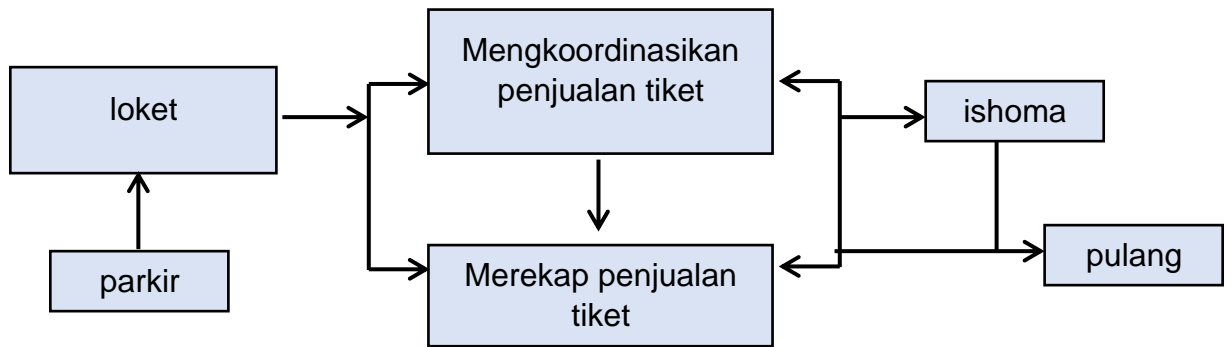 loket
parkir
Mengkoordinasikan
penjualan tiket
Merekap penjualan
tiket
ishoma
pulang